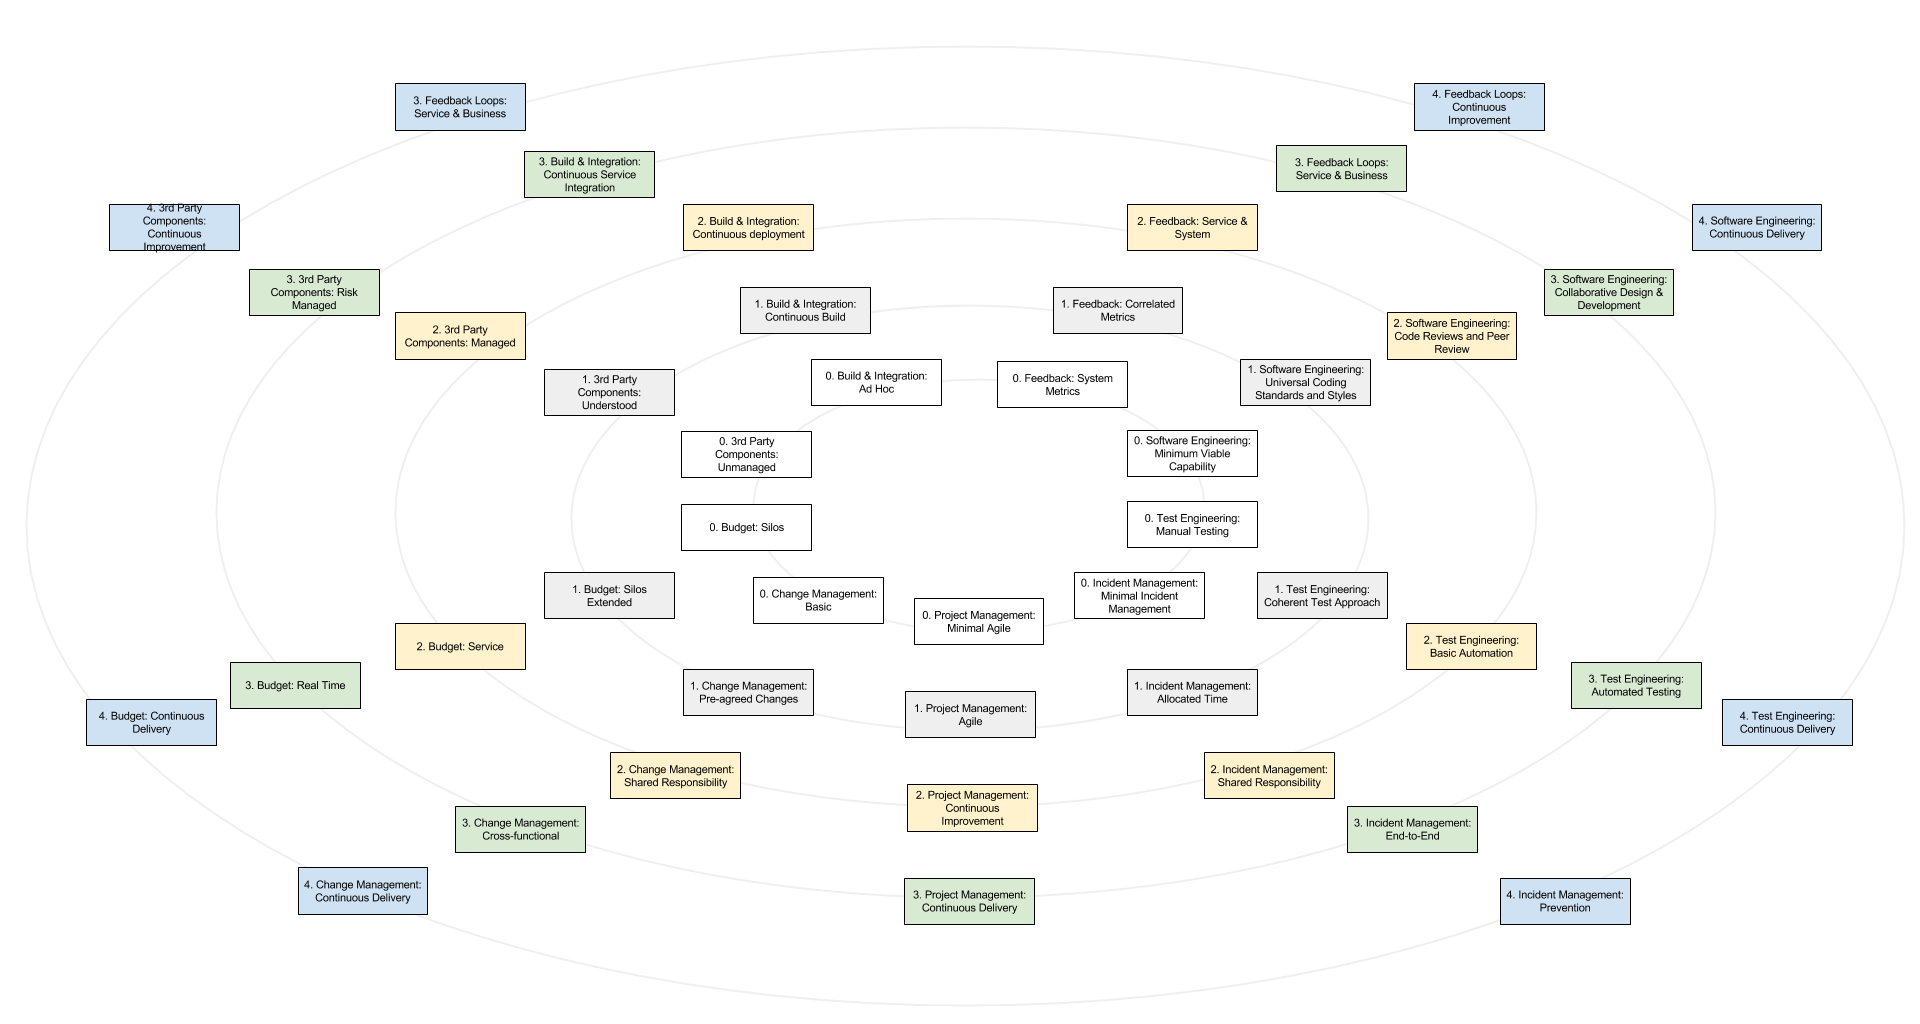 3. Feedback Loops:
Service & Business
4. Feedback Loops:
Continuous
Improvement
3. Build & Integration:
Continuous Service
Integration
3. Feedback Loops:
Service & Business
4. 3rd Party
Components:
Continuous
Improvement
2. Build & Integration:
Continuous deployment
2. Feedback: Service &
System
4. Software Engineering:
Continuous Delivery
3. 3rd Party
Components: Risk
Managed
3. Software Engineering:
Collaborative Design &
Development
1. Build & Integration:
Continuous Build
1. Feedback: Correlated
Metrics
2. 3rd Party
Components: Managed
2. Software Engineering:
Code Reviews and Peer
Review
0. Build & Integration:
Ad Hoc
0. Feedback: System
Metrics
1. 3rd Party
Components:
Understood
1. Software Engineering:
Universal Coding
Standards and Styles
0. 3rd Party
Components:
Unmanaged
0. Software Engineering:
Minimum Viable
Capability
0. Budget: Silos
0. Test Engineering:
Manual Testing
1. Budget: Silos
Extended
0. Change Management:
Basic
0. Project Management:
Minimal Agile
0. Incident Management:
Minimal Incident
Management
1. Test Engineering:
Coherent Test Approach
2. Budget: Service
2. Test Engineering:
Basic Automation
3. Budget: Real Time
1. Change Management:
Pre-agreed Changes
1. Project Management:
Agile
1. Incident Management:
Allocated Time
3. Test Engineering:
Automated Testing
4. Budget: Continuous
Delivery
4. Test Engineering:
Continuous Delivery
2. Change Management:
Shared Responsibility
2. Project Management:
Continuous
Improvement
2. Incident Management:
Shared Responsibility
3. Change Management:
Cross-functional
3. Incident Management:
End-to-End
4. Change Management:
Continuous Delivery
3. Project Management:
Continuous Delivery
4. Incident Management:
Prevention